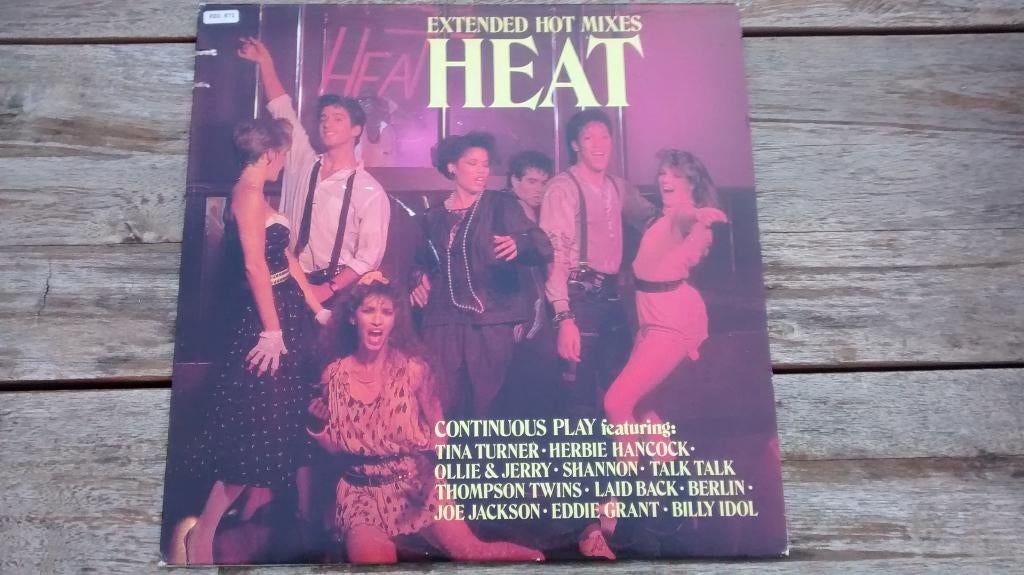 EXTENDED HOT MIXES
HEAT
HEAT
CONTINUOUS PLAY featuring:
TINA TURNER · HERBIE HANCOCK ·
OLLIE & JERRY · SHANNON · TALK TALK
THOMPSON TWINS · LAID BACK · BERLIN ·
JOE JACKSON · EDDIE GRANT · BILLY IDOL